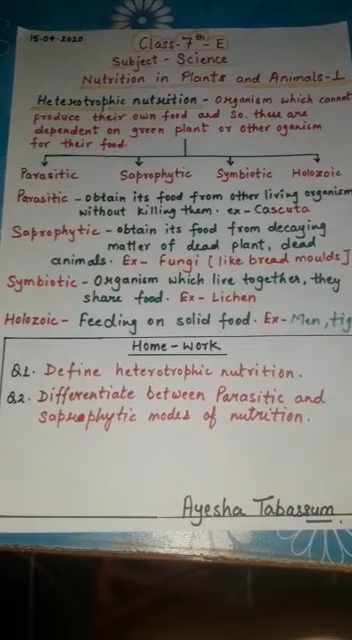 15-04-2020
Class-7th-E
Subject - Science
Nutrition in Plants and Animals-1
Heterotrophic nutrition - Organism which cannot
produce their own food and So. these are
dependent on green plant or other oganism
for their food.
Parasitic Saprophytic Symbiotic Holozoic
Parasitic - obtain its food from other living organism
without killing them. ex - Cascuta
Saprophytic - obtain its food from decaying
matter of dead plant, dead
animals. Ex - Fungi [like bread moulds]
Symbiotic - Organism which live together, they
share food. Ex - Lichen
Holozoic - Feeding on solid food. Ex - Men,
Home-work
Q1. Define heterotrophic nutrition.
Q2. Differentiate between Parasitic and
saprophytic modes of nutrition.
Ayesha Tabassum